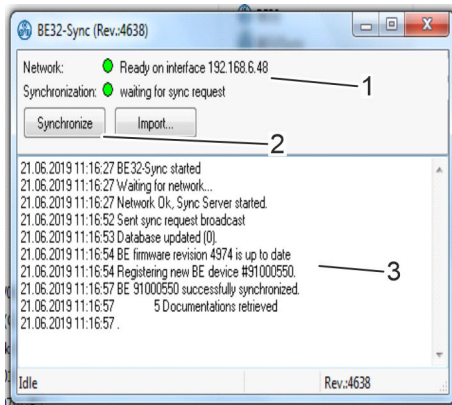 BE32-Sync (Rev.:4638)
Network: Ready on interface 192.168.6.48
1
Synchronization: waiting for sync request
Synchronize Import...
2
21.06.2019 11:16:27 BE32-Sync started
21.06.2019 11:16:27 Waiting for network...
21.06.2019 11:16:27 Network Ok, Sync Server started.
21.06.2019 11:16:52 Sent sync request broadcast
21.06.2019 11:16:53 Database updated (0).
21.06.2019 11:16:54 BE firmware revision 4974 is up to date
21.06.2019 11:16:54 Registering new BE device #91000550.
3
21.06.2019 11:16:57 BE 91000550 successfully synchronized.
21.06.2019 11:16:57 5 Documentations retrieved
21.06.2019 11:16:57 .
Idle Rev.:4638